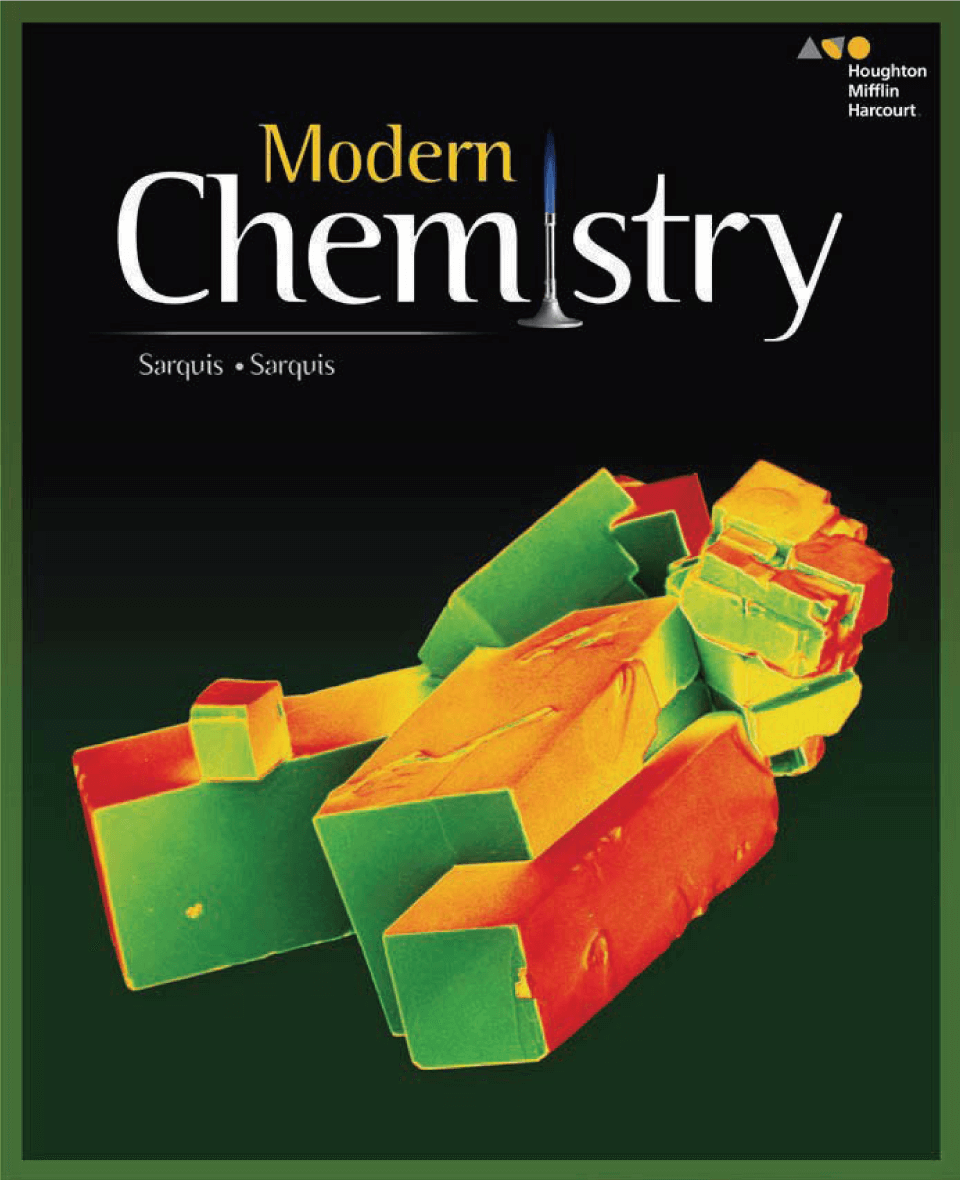 Houghton
Mifflin
Harcourt
Modern
Chemistry
Sarquis • Sarquis